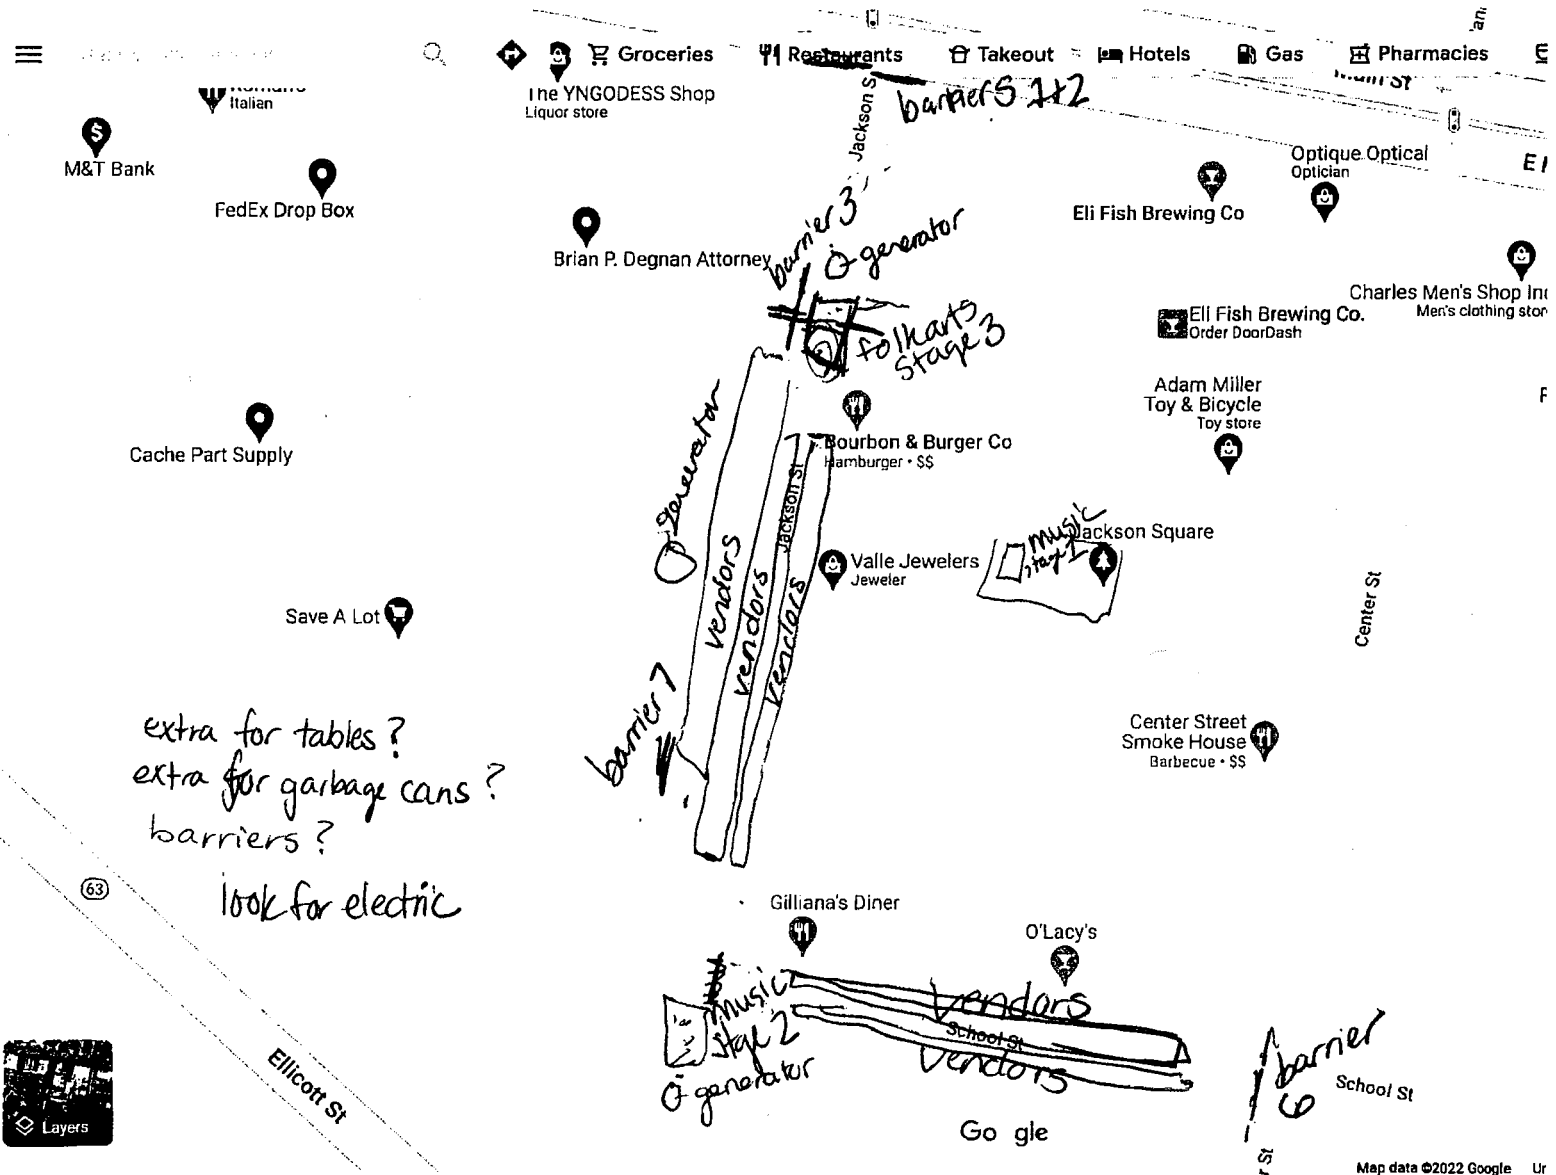 Groceries
Restaurants
Takeout
Hotels
Gas
Pharmacies
Italian
The YNGODESS Shop
Liquor store
barriers 1+2
Main St
Jackson S
M&T Bank
FedEx Drop Box
Optique Optical
Optician
Eli Fish Brewing Co
Brian P. Degnan Attorney
barrier 3
generator
Charles Men's Shop Inc
Men's clothing stor
Eli Fish Brewing Co.
Order DoorDash
folkarts
stage 3
Adam Miller
Toy & Bicycle
Toy store
Cache Part Supply
generator
Bourbon & Burger Co
Hamburger • $$
Jackson St
music
stage 1
Jackson Square
Valle Jewelers
Jeweler
vendors
vendors
vendors
Save A Lot
Center St
barrier 7
extra for tables?
extra for garbage cans?
barriers?
look for electric
Center Street
Smoke House
Barbecue • $$
63
Gilliana's Diner
O'Lacy's
music
stge 2
generator
Vendors
School St
vendors
barrier
6
School St
Ellicott St
Layers
Google
r St
Map data ©2022 Google